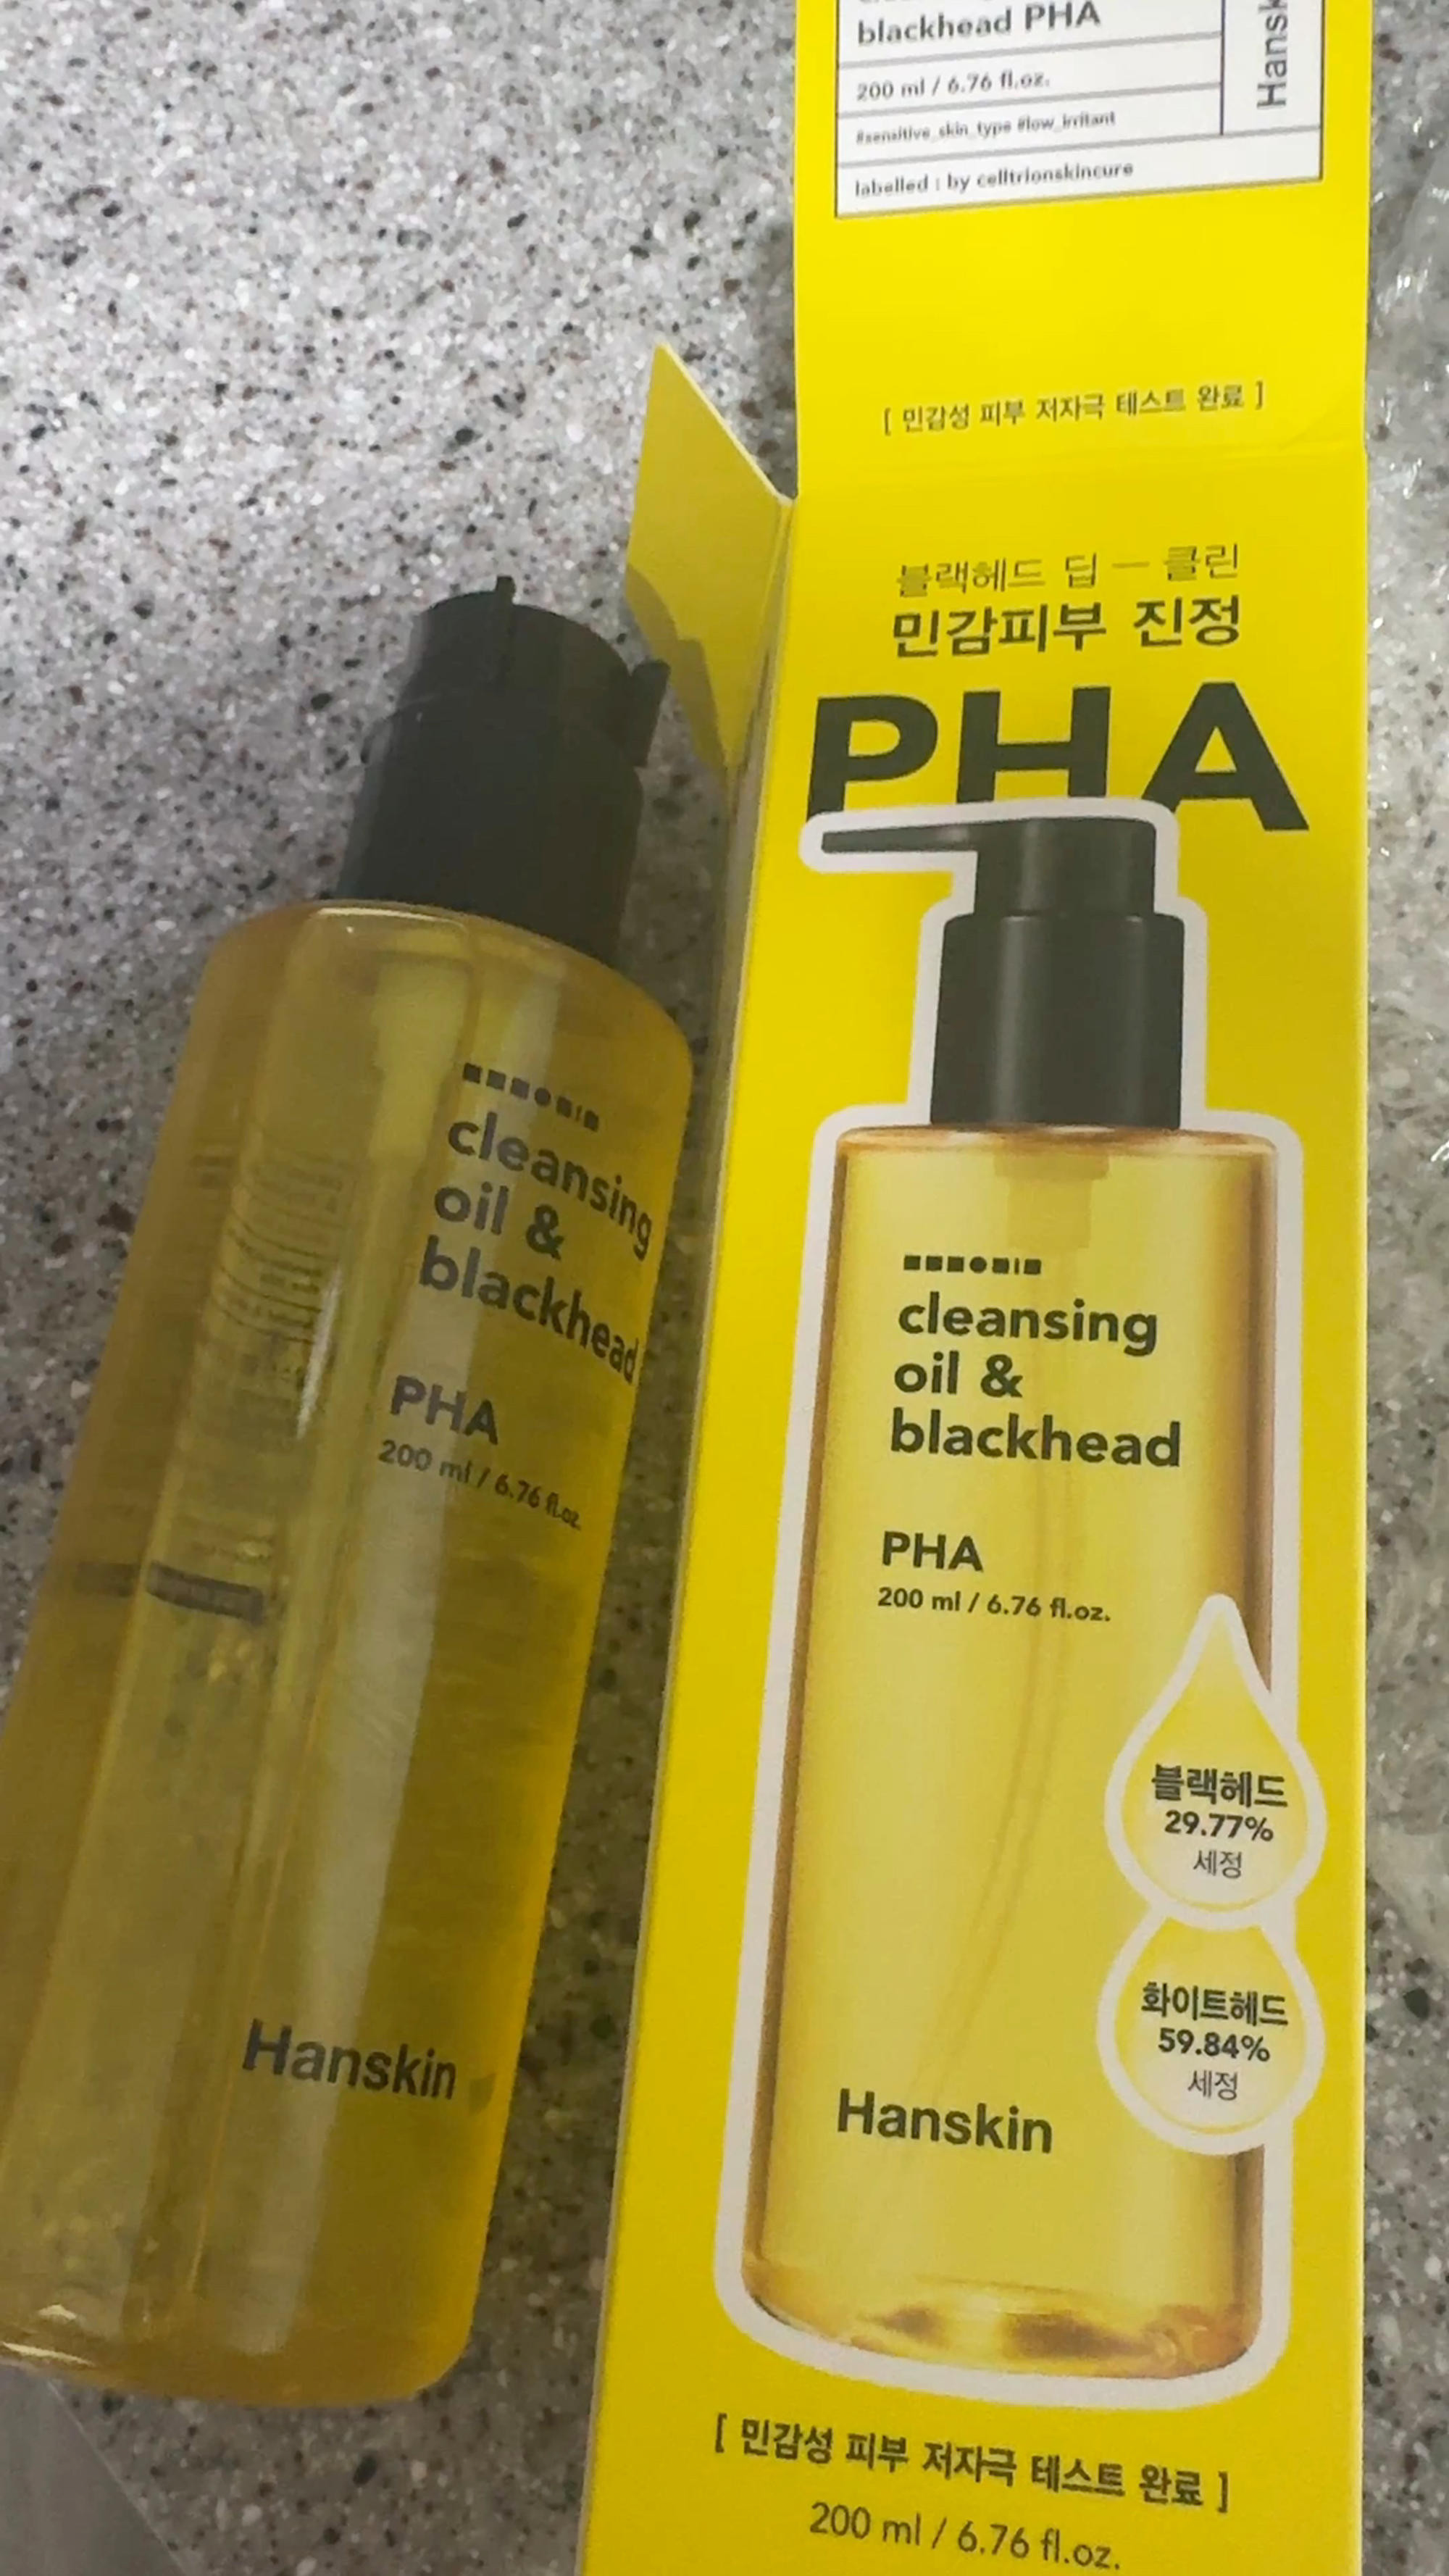 blackhead PHA
200 ml / 6.76 fl.oz.
#sensitive_skin_type #low_irritant
labelled : by celltrionskincure
Hansk
[ 민감성 피부 저자극 테스트 완료 ]
블랙헤드 딥 — 클린
민감피부 진정
PHA
cleansing
oil &
blackhead
PHA
200 ml / 6.76 fl.oz.
블랙헤드
29.77%
세정
화이트헤드
59.84%
세정
Hanskin
[ 민감성 피부 저자극 테스트 완료 ]
200 ml / 6.76 fl.oz.
cleansing
oil &
blackhead
PHA
200 ml / 6.76 fl.oz.
Hanskin